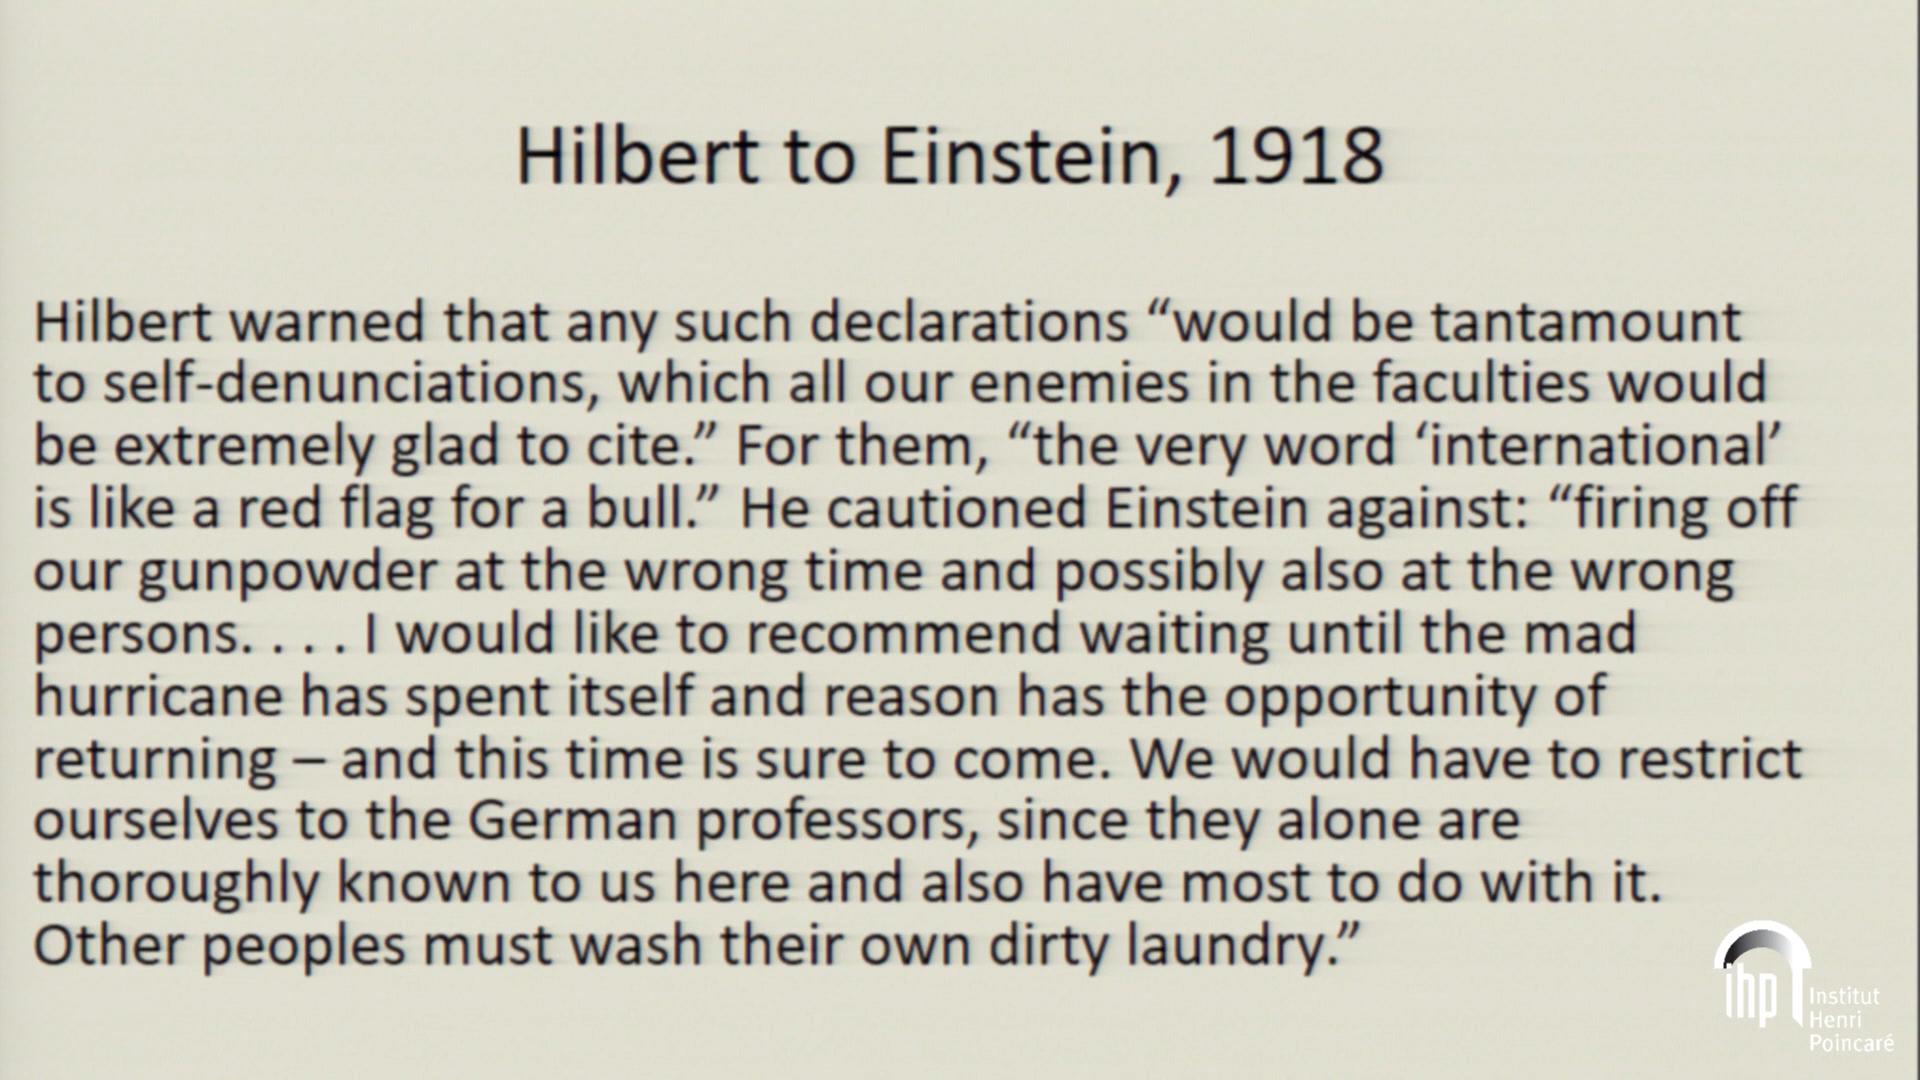 Hilbert to Einstein, 1918
Hilbert warned that any such declarations “would be tantamount
to self-denunciations, which all our enemies in the faculties would
be extremely glad to cite.” For them, “the very word ‘international’
is like a red flag for a bull.” He cautioned Einstein against: “firing off
our gunpowder at the wrong time and possibly also at the wrong
persons. . . . I would like to recommend waiting until the mad
hurricane has spent itself and reason has the opportunity of
returning – and this time is sure to come. We would have to restrict
ourselves to the German professors, since they alone are
thoroughly known to us here and also have most to do with it.
Other peoples must wash their own dirty laundry.”
ihp
Institut
Henri
Poincaré